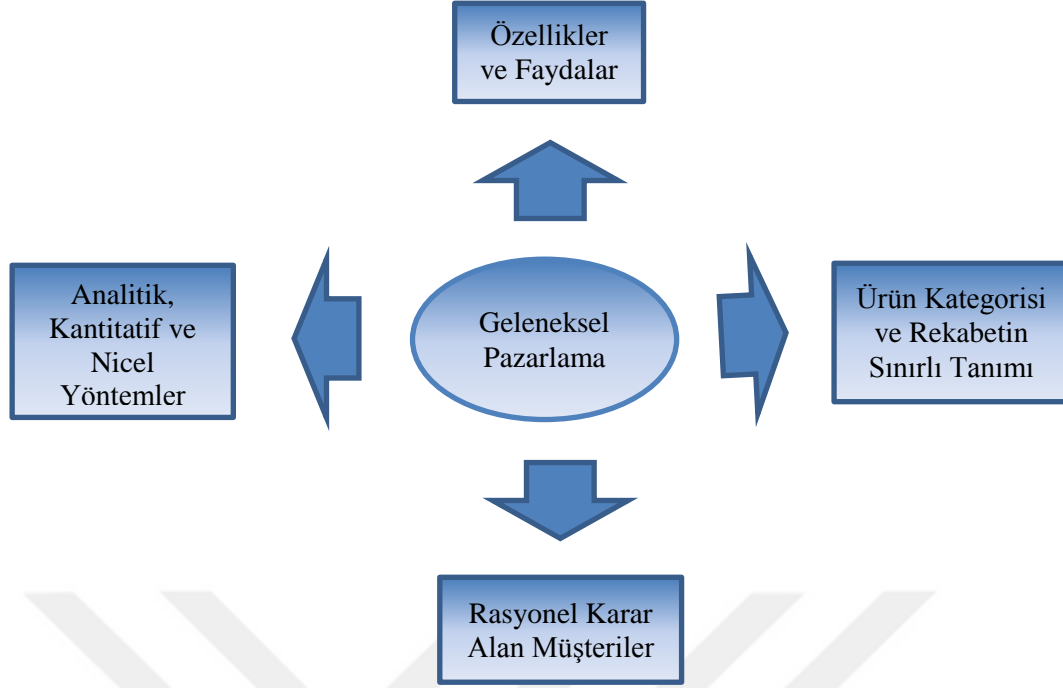 Özellikler
ve Faydalar
Analitik,
Kantitatif ve
Nicel
Yöntemler
Geleneksel
Pazarlama
Ürün Kategorisi
ve Rekabetin
Sınırlı Tanımı
Rasyonel Karar
Alan Müşteriler